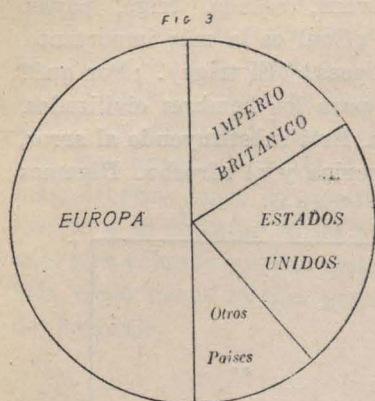 FIG 3
IMPERIO
BRITANICO
EUROPA
ESTADOS
UNIDOS
Otros
Paises